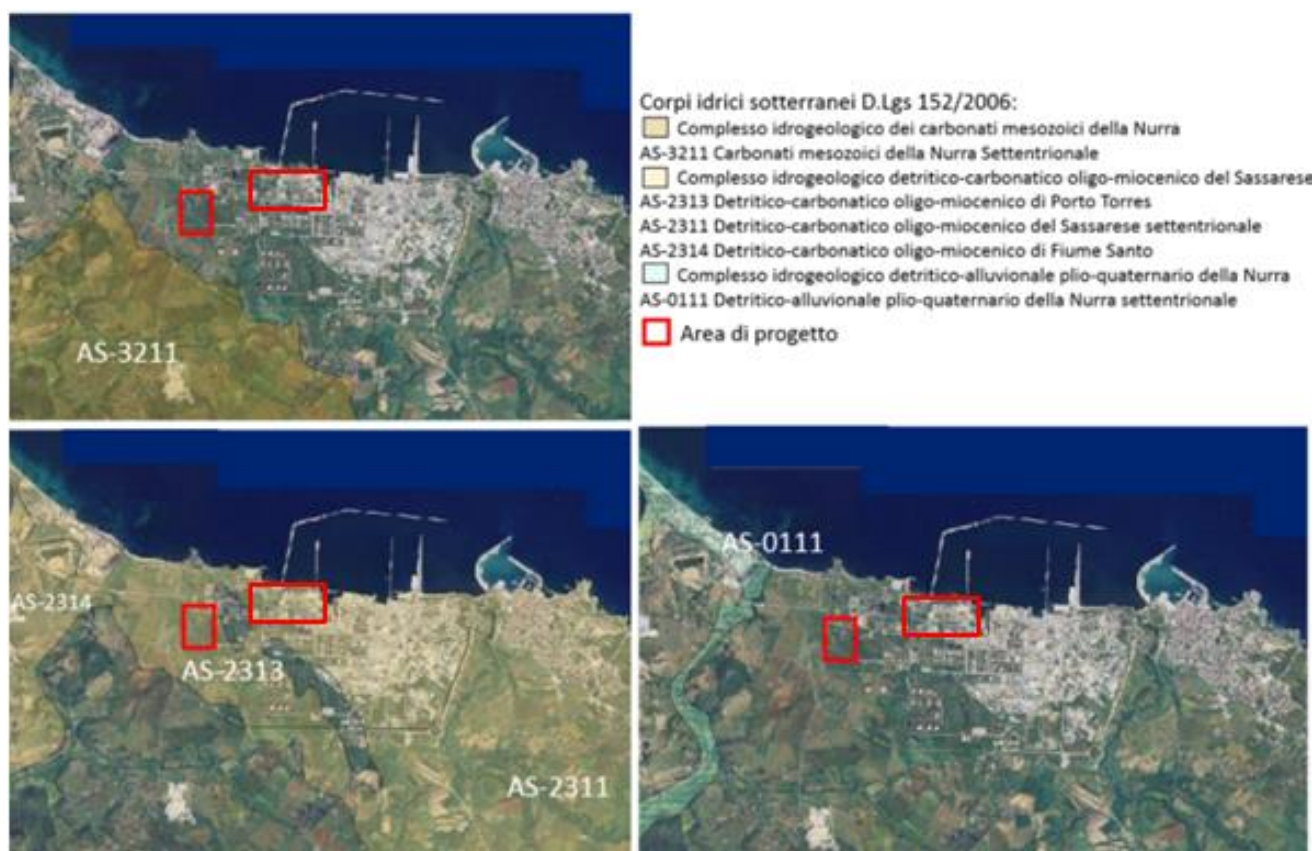 Corpi idrici sotterranei D.Lgs 152/2006:
Complesso idrogeologico dei carbonati mesozoici della Nurra
AS-3211 Carbonati mesozoici della Nurra Settentrionale
Complesso idrogeologico detritico-carbonatico oligo-miocenico del Sassarese
AS-2313 Detritico-carbonatico oligo-miocenico di Porto Torres
AS-2311 Detritico-carbonatico oligo-miocenico del Sassarese settentrionale
AS-2314 Detritico-carbonatico oligo-miocenico di Fiume Santo
Complesso idrogeologico detritico-alluvionale plio-quaternario della Nurra
AS-0111 Detritico-alluvionale plio-quaternario della Nurra settentrionale
Area di progetto
AS-3211
AS-2314
AS-2313
AS-2311
AS-0111